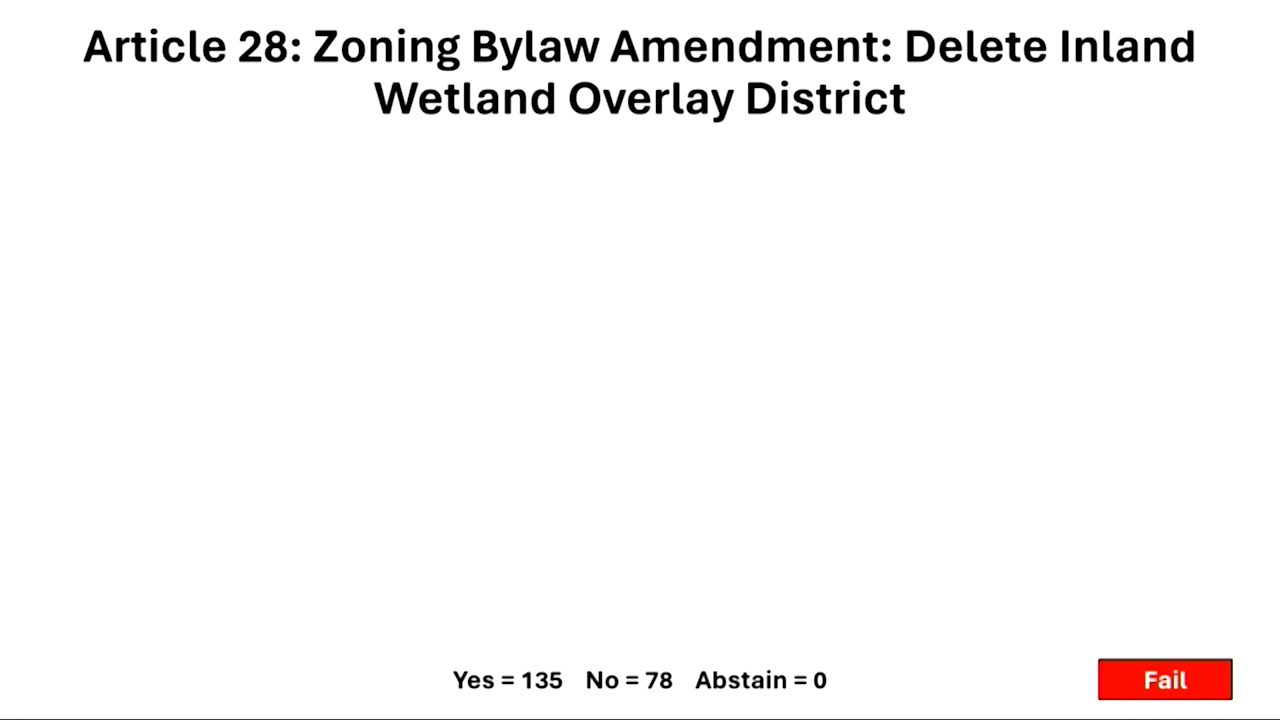 Article 28: Zoning Bylaw Amendment: Delete Inland
Wetland Overlay District
Yes = 135 No = 78 Abstain = 0
Fail